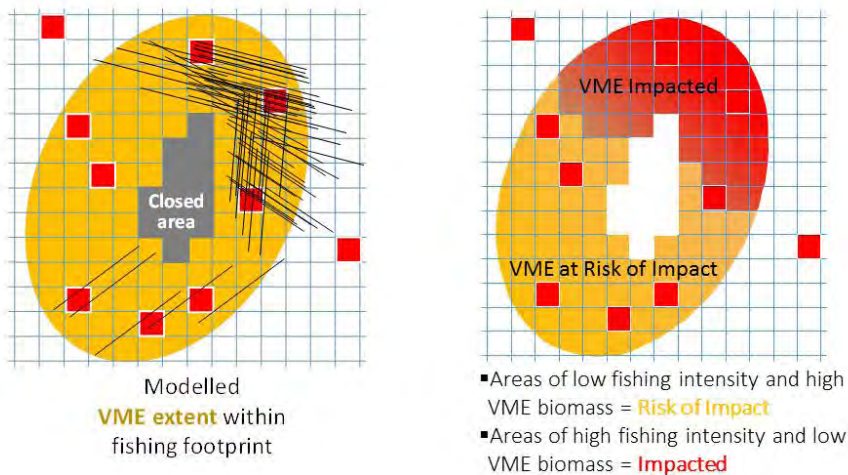 Closed
area
Modelled
VME extent within
fishing footprint
VME Impacted
VME at Risk of Impact
▪Areas of low fishing intensity and high
VME biomass = Risk of Impact
▪Areas of high fishing intensity and low
VME biomass = Impacted